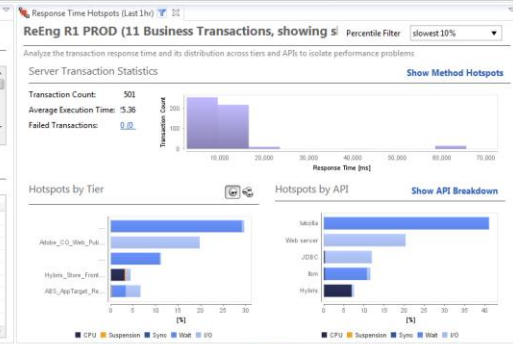 Response Time Hotspots (Last 1hr)
ReEng R1 PROD (11 Business Transactions, showing sl
Percentile Filter
slowest 10%
Analyze the transaction response time and its distribution across tiers and APIs to isolate performance problems
Server Transaction Statistics
Show Method Hotspots
Transaction Count: 501
Average Execution Time: :5.36
Failed Transactions: 0 /0
Transaction Count
200
100
0
10,000 20,000 30,000 40,000 50,000 60,000 70,000
Response Time [ms]
Hotspots by Tier
Hotspots by API
Show API Breakdown
...
Adobe_CO_Web_Pub...
...
Hybris_Store_Front...
ABS_AppTarget_Re...
0 5 10 15 20 25 30
[%]
CPU Suspension Sync Wait I/O
Web server
JDBC
Ibm
Hybris
0 5 10 15 20 25 30 35 40
[%]
CPU Suspension Sync Wait I/O